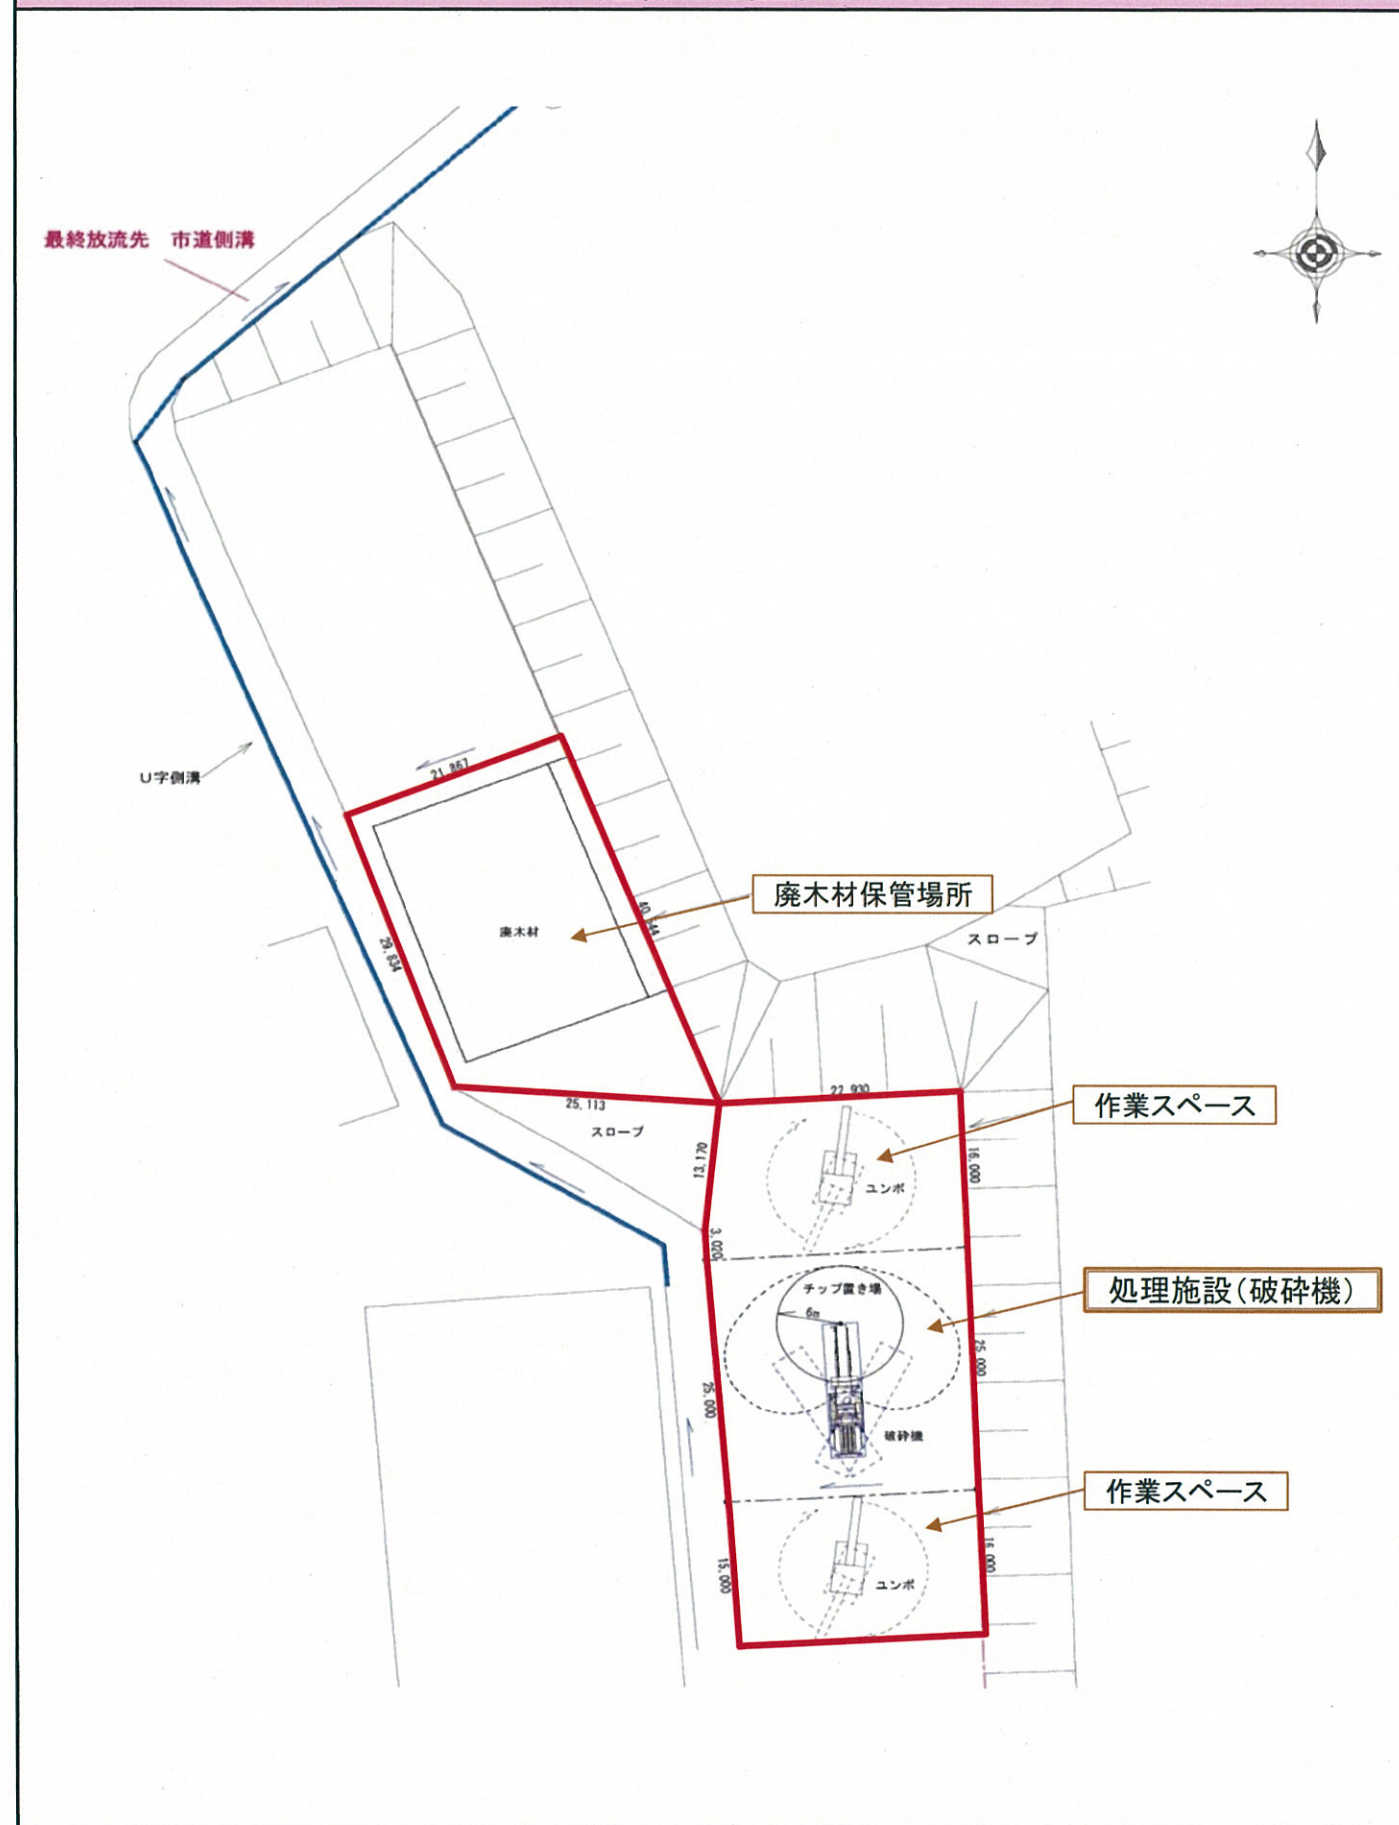 最終放流先 市道側溝
U字側溝
21,867
廃木材保管場所
廃木材
29,834
スロープ
25,113
スロープ
22,930
作業スペース
13,170
16,000
ユンボ
3,020
処理施設(破砕機)
チップ置き場
6m
25,000
25,000
破砕機
作業スペース
15,000
ユンボ